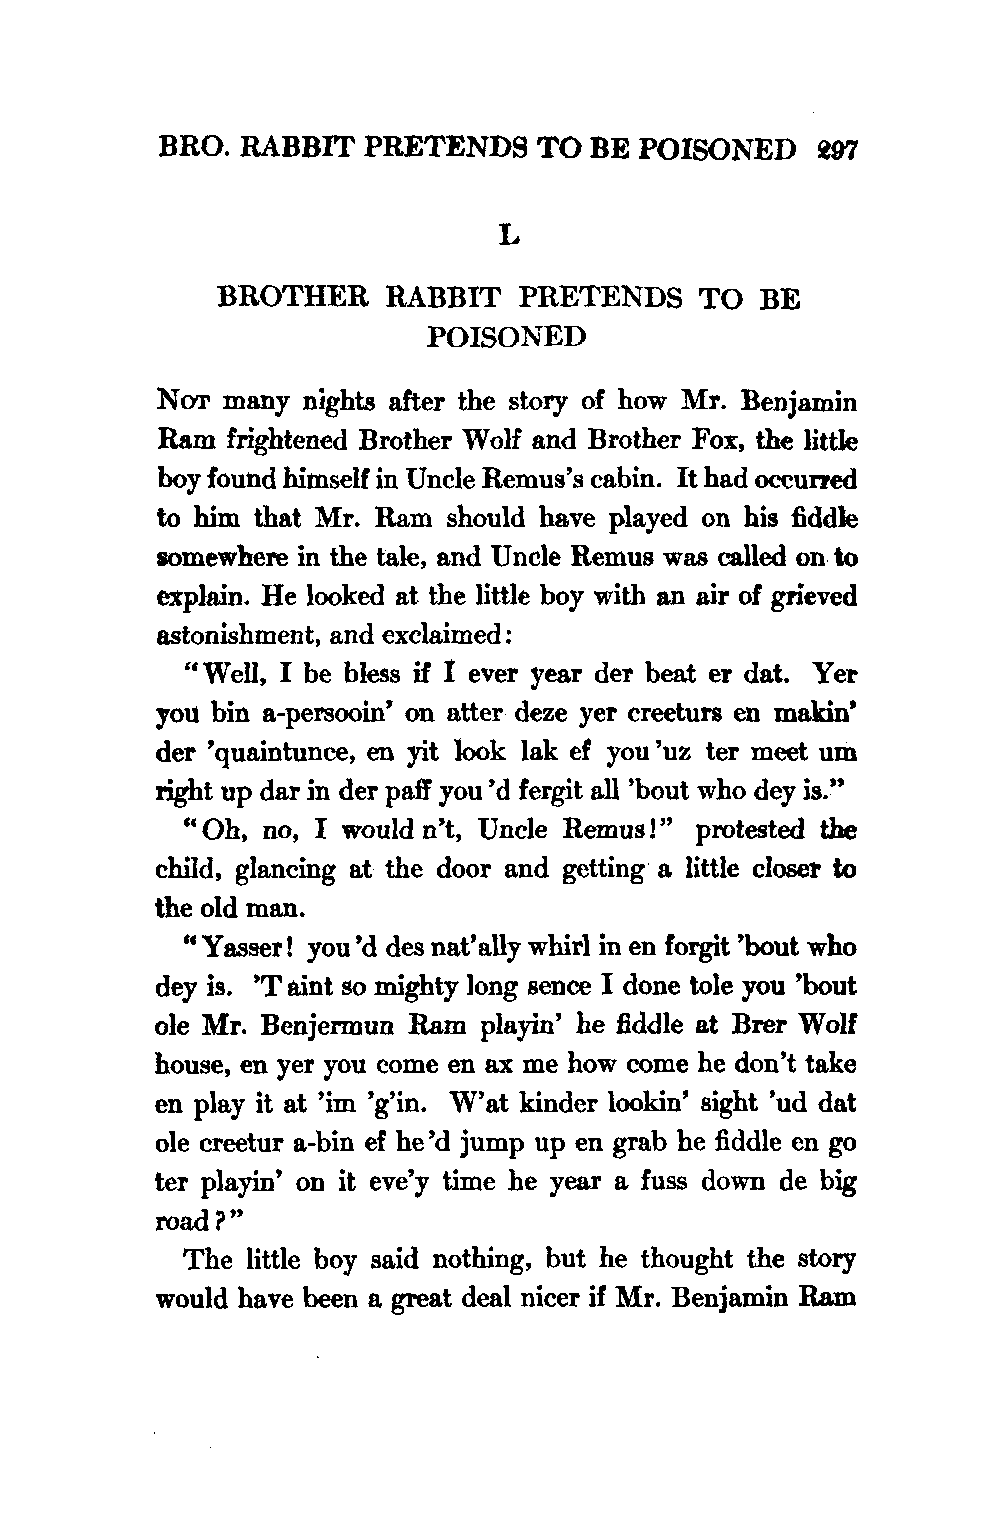 BRO. RABBIT PRETENDS TO BE POISONED 297
L
BROTHER RABBIT PRETENDS TO BE
POISONED
NOT many nights after the story of how Mr. Benjamin
Ram frightened Brother Wolf and Brother Fox, the little
boy found himself in Uncle Remus's cabin. It had occurred
to him that Mr. Ram should have played on his fiddle
somewhere in the tale, and Uncle Remus was called on to
explain. He looked at the little boy with an air of grieved
astonishment, and exclaimed:
"Well, I be bless if I ever year der beat er dat. Yer
you bin a-persooin' on atter deze yer creeturs en makin'
der 'quaintunce, en yit look lak ef you 'uz ter meet um
right up dar in der paff you 'd fergit all 'bout who dey is."
"Oh, no, I would n't, Uncle Remus!" protested the
child, glancing at the door and getting a little closer to
the old man.
"Yasser! you 'd des nat'ally whirl in en forgit 'bout who
dey is. 'T aint so mighty long sence I done tole you 'bout
ole Mr. Benjermun Ram playin' he fiddle at Brer Wolf
house, en yer you come en ax me how come he don't take
en play it at 'im 'g'in. W'at kinder lookin' sight 'ud dat
ole creetur a-bin ef he 'd jump up en grab he fiddle en go
ter playin' on it eve'y time he year a fuss down de big
road?"
The little boy said nothing, but he thought the story
would have been a great deal nicer if Mr. Benjamin Ram